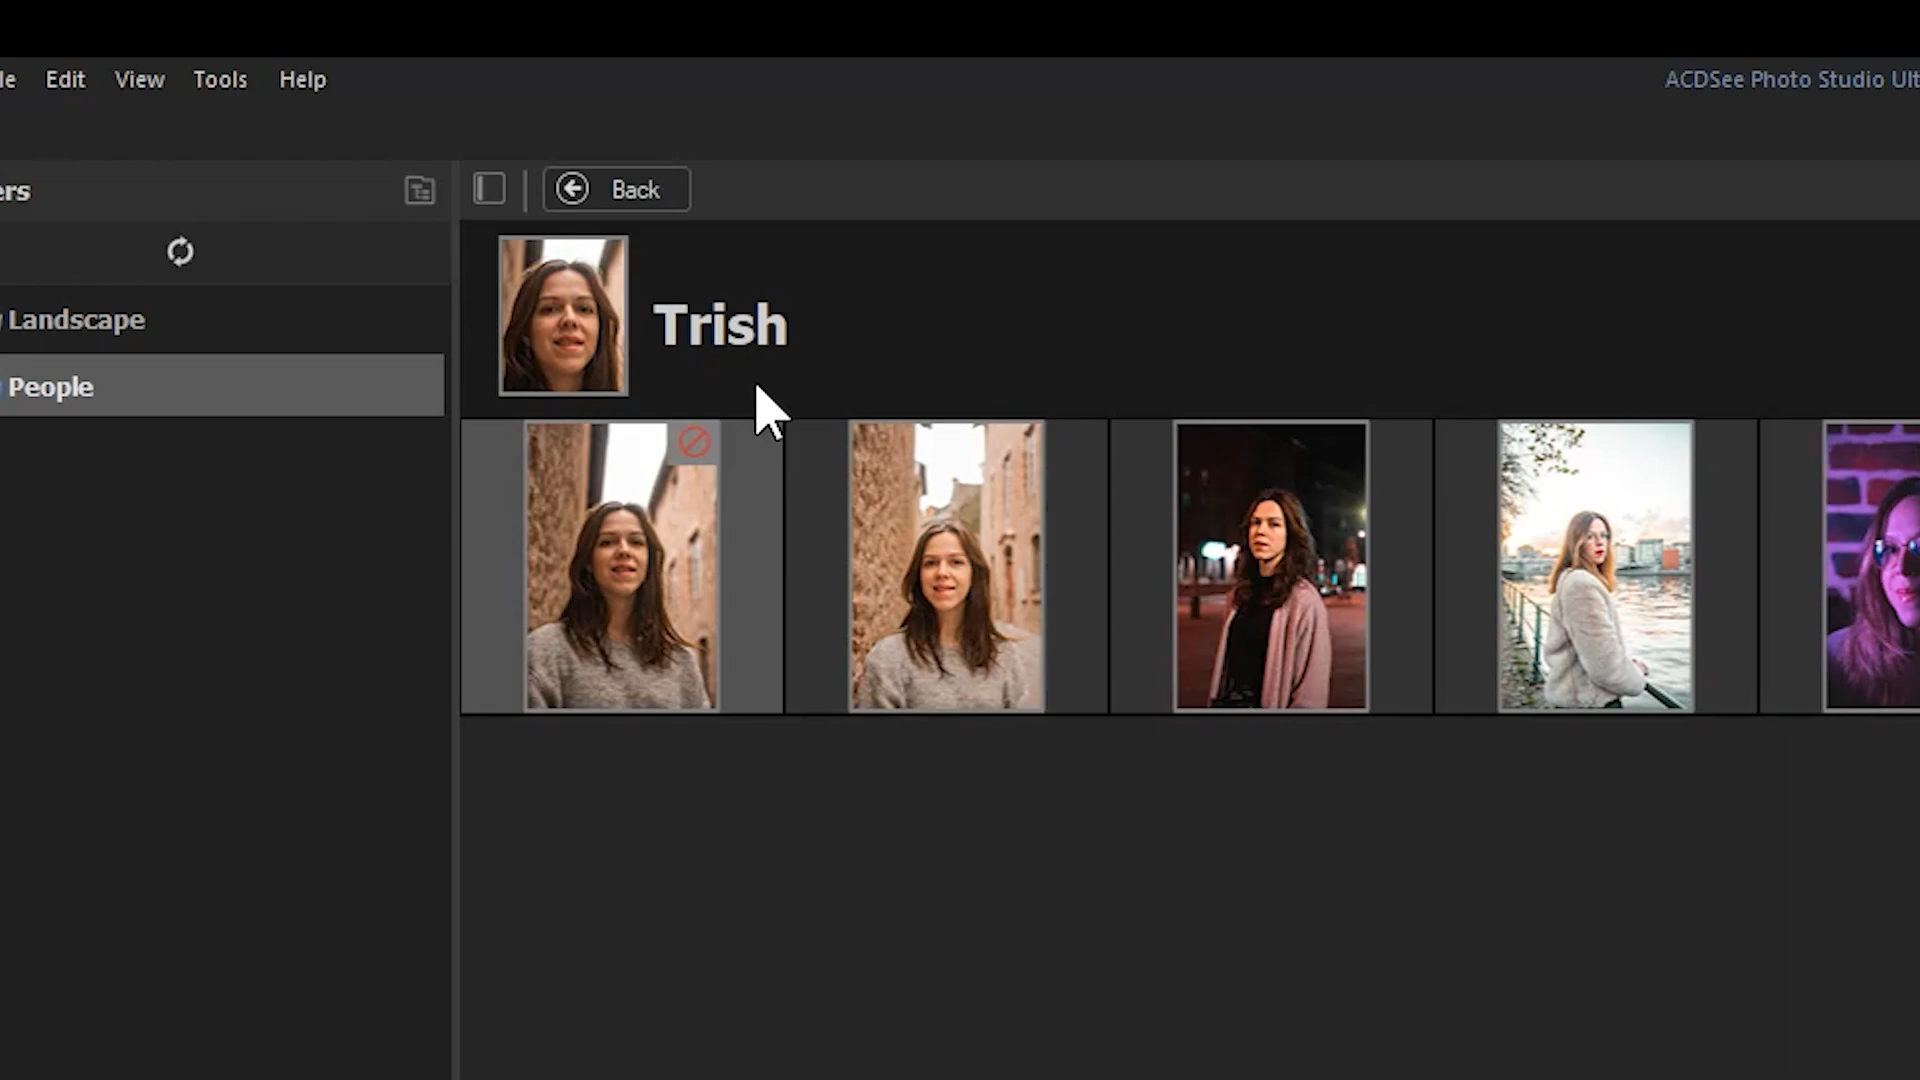 le Edit View Tools Help
ACDSee Photo Studio Ult
ers
Back
Landscape
People
Trish